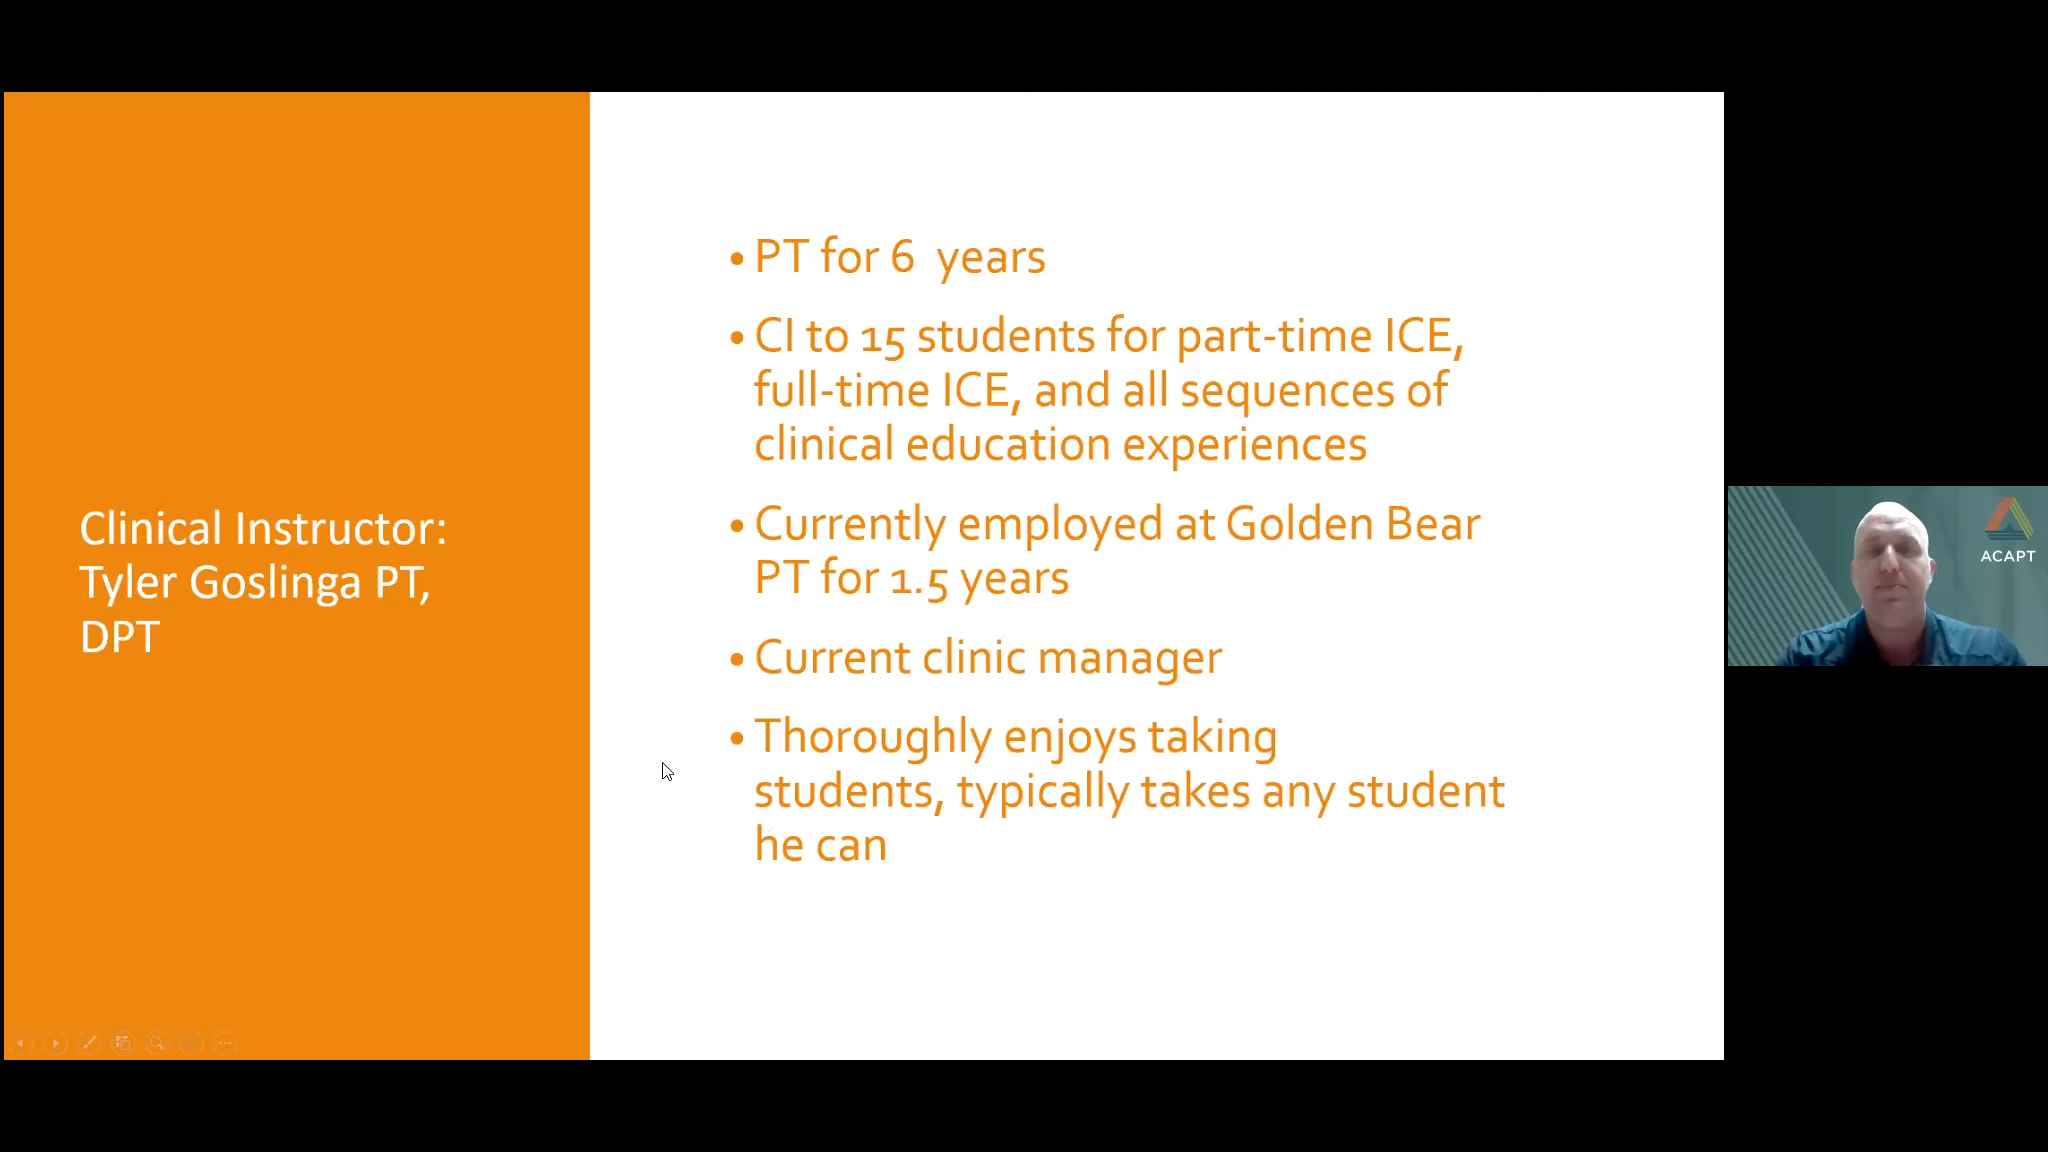 Clinical Instructor:
Tyler Goslinga PT,
DPT
• PT for 6  years
• CI to 15 students for part-time ICE,
full-time ICE, and all sequences of
clinical education experiences
• Currently employed at Golden Bear
PT for 1.5 years
• Current clinic manager
• Thoroughly enjoys taking
students, typically takes any student
he can
ACAPT